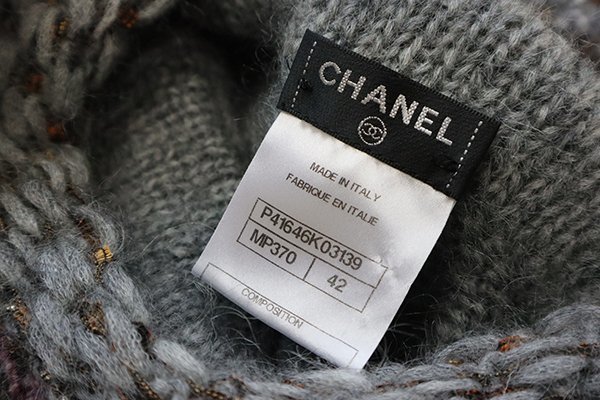 CHANEL
MADE IN ITALY
FABRIQUE EN ITALIE
P41646K03139
MP370 42
COMPOSITION